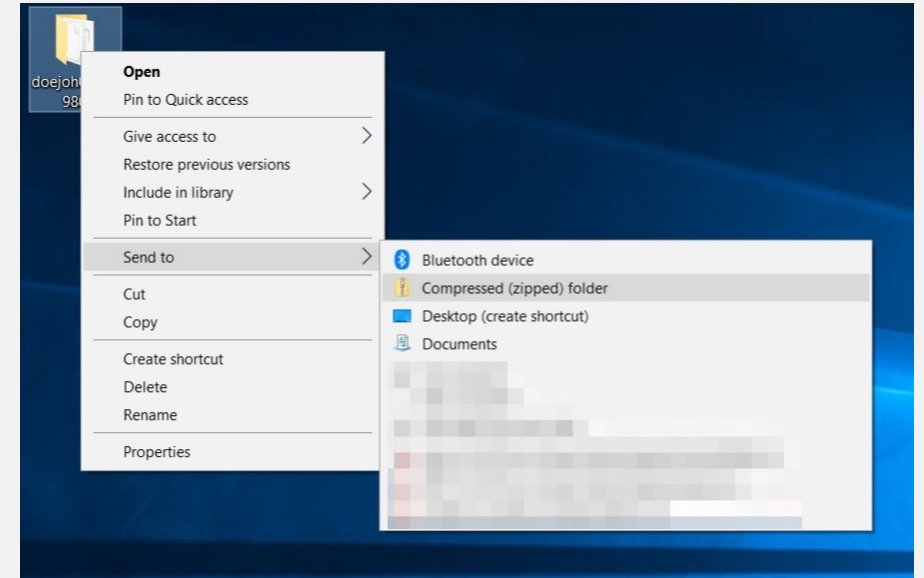 doejoh
98
Open
Pin to Quick access
Give access to
Restore previous versions
Include in library
Pin to Start
Send to
Cut
Copy
Create shortcut
Delete
Rename
Properties
Bluetooth device
Compressed (zipped) folder
Desktop (create shortcut)
Documents